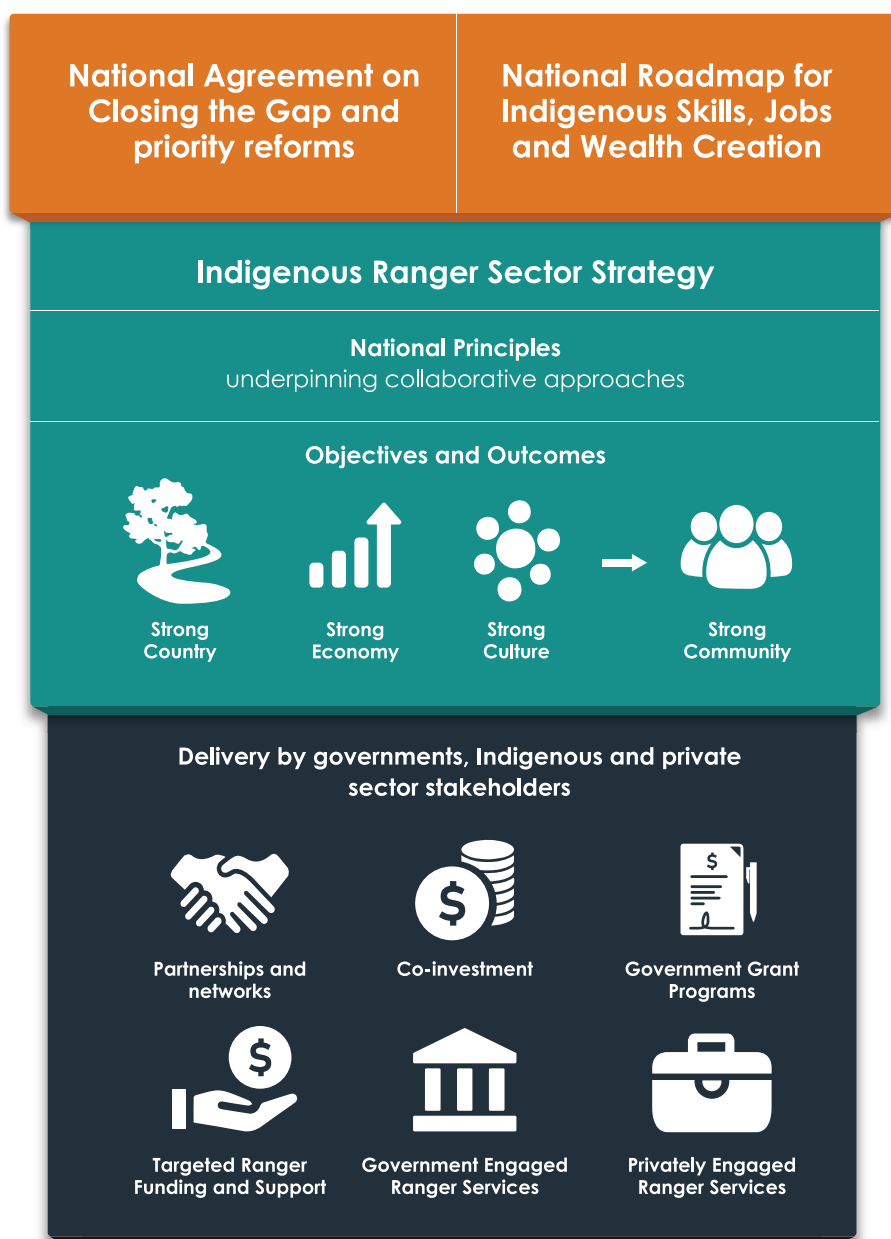 National Agreement on
Closing the Gap and
priority reforms
National Roadmap for
Indigenous Skills, Jobs
and Wealth Creation
Indigenous Ranger Sector Strategy
National Principles
underpinning collaborative approaches
Objectives and Outcomes
Strong
Country
Strong
Economy
Strong
Culture
Strong
Community
Delivery by governments, Indigenous and private
sector stakeholders
$
$
Partnerships and
networks
Co-investment
Government Grant
Programs
$
Targeted Ranger
Funding and Support
Government Engaged
Ranger Services
Privately Engaged
Ranger Services